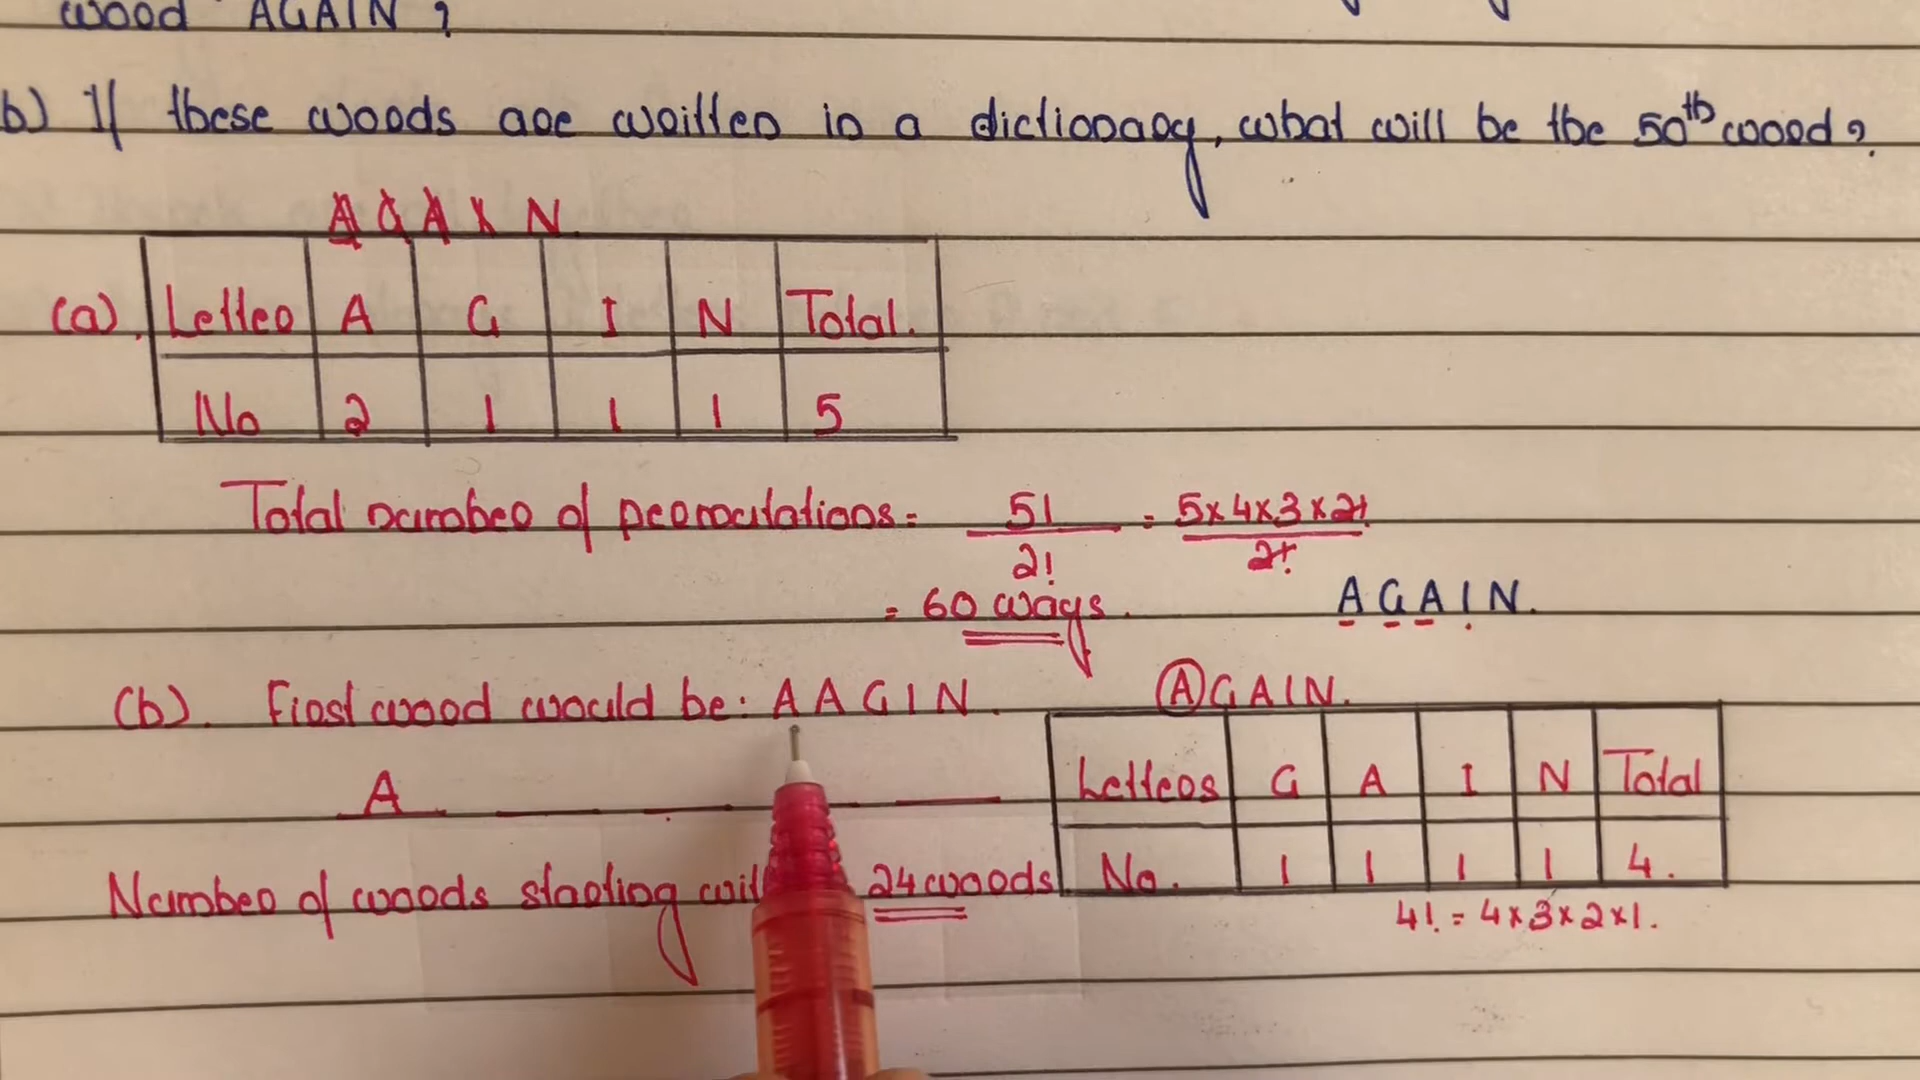 word AGAIN ?
b) If these words are written in a dictionary, what will be the 50th word?
A G A I N
(a). Letter A G I N Total.
No 2 1 1 1 5
Total number of permutations = 5! / 2! = 5x4x3x2! / 2!
= 60 ways.
A G A I N.
(b). First word would be: A A G I N.
A G A I N.
A
Letters G A I N Total
No. 1 1 1 1 4.
Number of words starting 24 words
4! = 4x3x2x1.